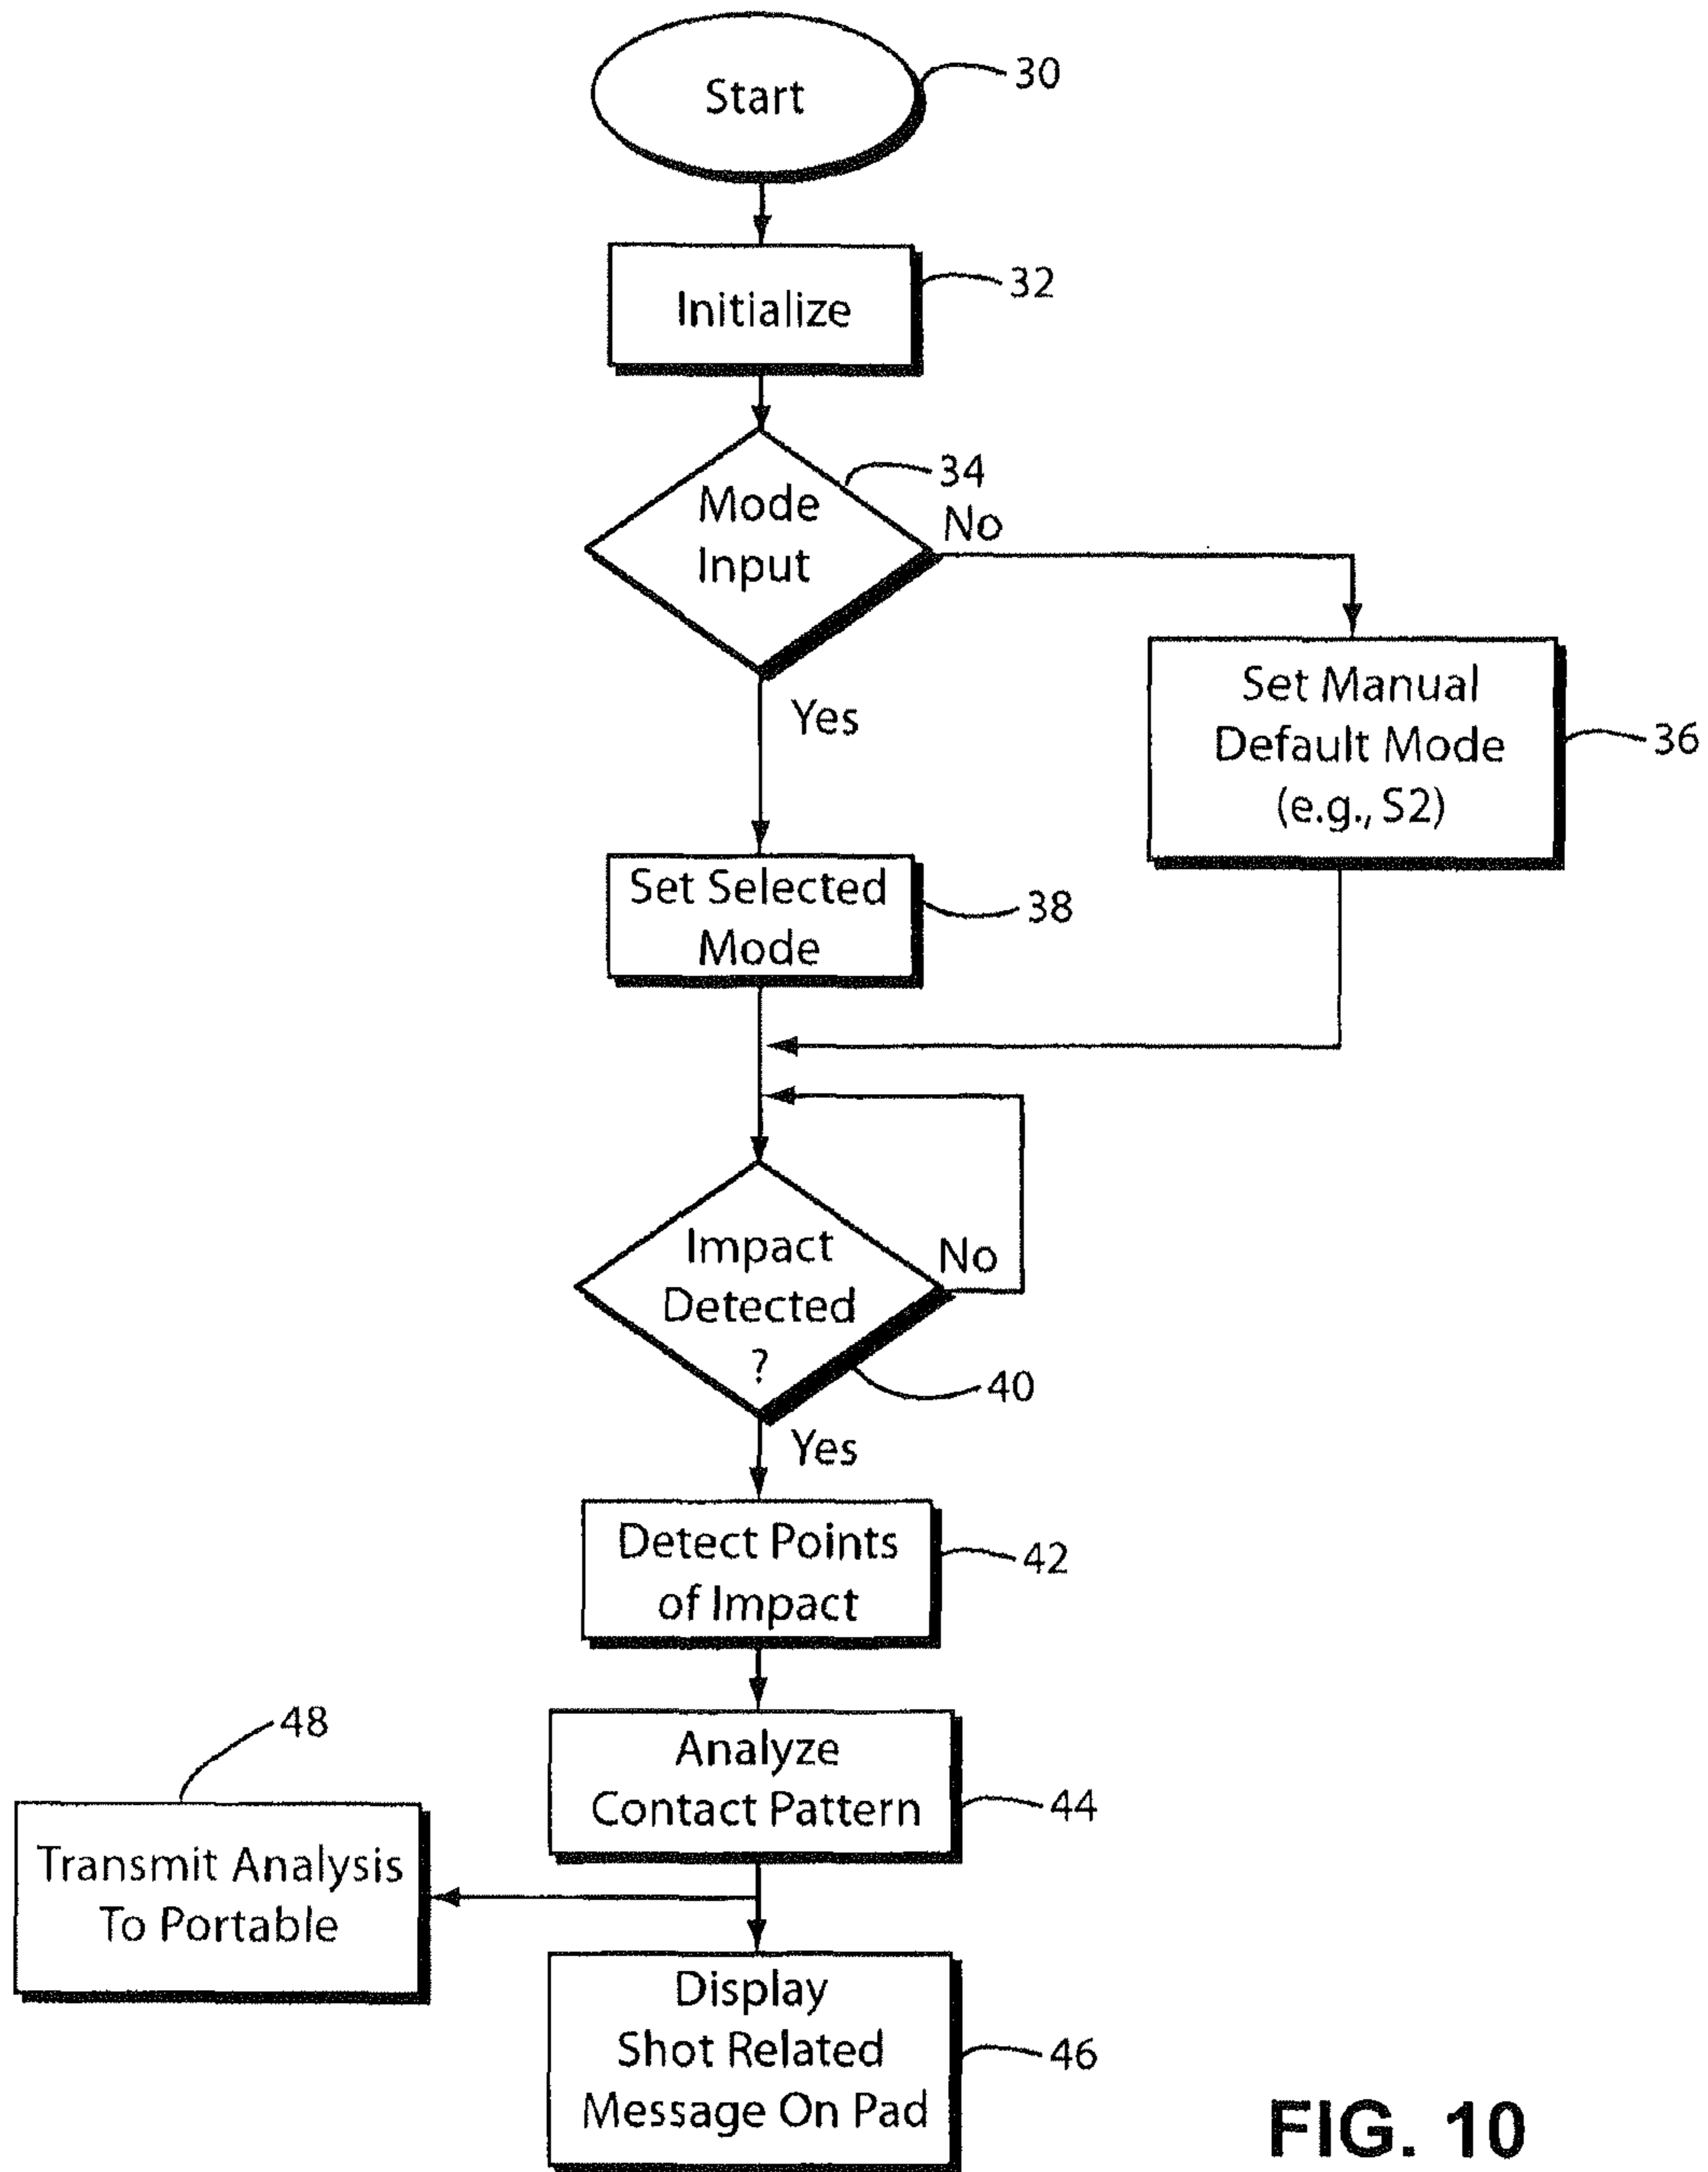 Start
30
Initialize
32
34
Mode
Input
No
Yes
Set Manual
Default Mode
(e.g., S2)
36
Set Selected
Mode
38
Impact
Detected
?
No
40
Yes
Detect Points
of Impact
42
Analyze
Contact Pattern
44
48
Transmit Analysis
To Portable
Display
Shot Related
Message On Pad
46
FIG. 10